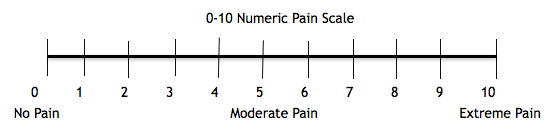 0-10 Numeric Pain Scale
0 1 2 3 4 5 6 7 8 9 10
No Pain Moderate Pain Extreme Pain